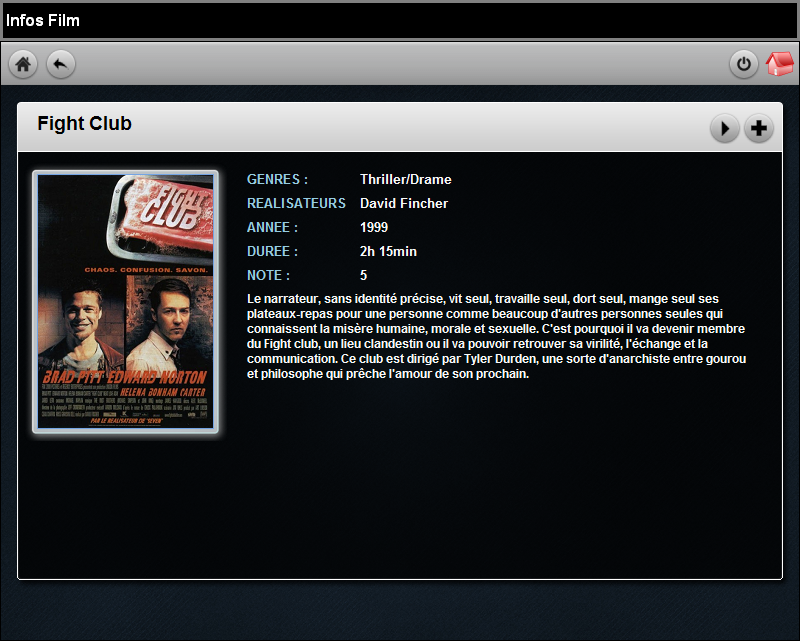 Infos Film
Fight Club
FIGHT
CLUB
CHAOS. CONFUSION. SAVON.
BRAD PITT EDWARD NORTON
HELENA BONHAM CARTER
PAR LE REALISATEUR DE "SEVEN"
GENRES : Thriller/Drame
REALISATEURS David Fincher
ANNEE : 1999
DUREE : 2h 15min
NOTE : 5
Le narrateur, sans identité précise, vit seul, travaille seul, dort seul, mange seul ses
plateaux-repas pour une personne comme beaucoup d'autres personnes seules qui
connaissent la misère humaine, morale et sexuelle. C'est pourquoi il va devenir membre
du Fight club, un lieu clandestin ou il va pouvoir retrouver sa virilité, l'échange et la
communication. Ce club est dirigé par Tyler Durden, une sorte d'anarchiste entre gourou
et philosophe qui prêche l'amour de son prochain.